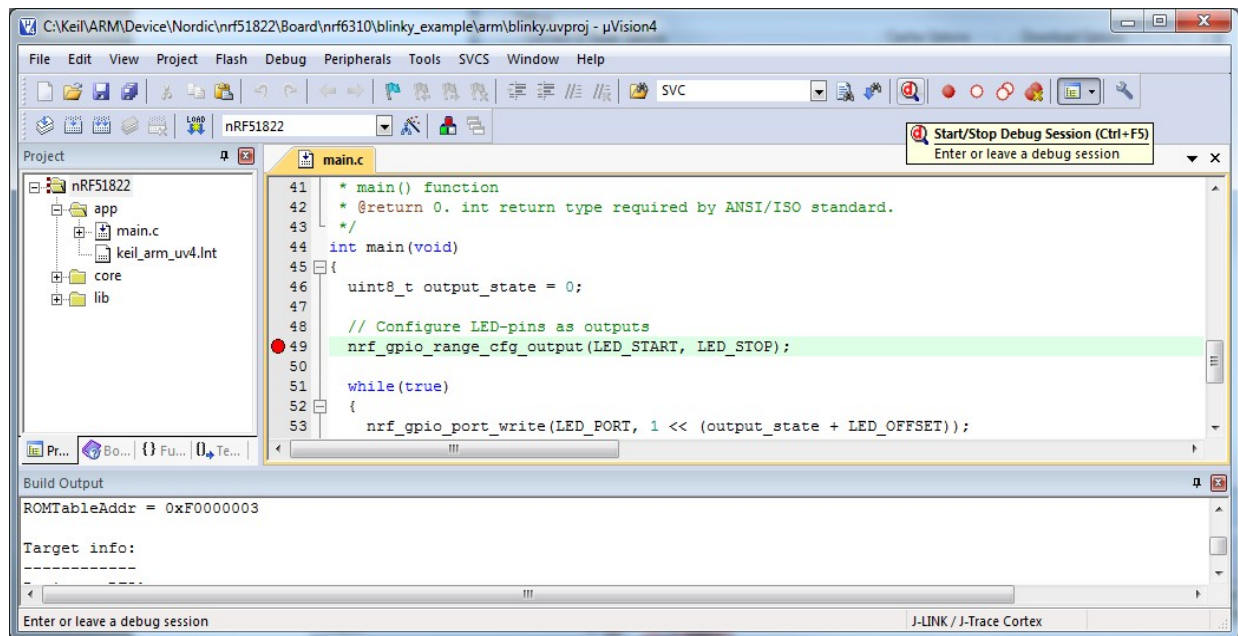 C:\Keil\ARM\Device\Nordic\nrf51822\Board\nrf6310\blinky_example\arm\blinky.uvproj - µVision4
File Edit View Project Flash Debug Peripherals Tools SVCS Window Help
SVC
LOAD nRF51822
Start/Stop Debug Session (Ctrl+F5)
Enter or leave a debug session
Project
main.c
nRF51822
app
main.c
keil_arm_uv4.lnt
core
lib
41 * main() function
42 * @return 0. int return type required by ANSI/ISO standard.
43 */
44 int main(void)
45 {
46 uint8_t output_state = 0;
47
48 // Configure LED-pins as outputs
49 nrf_gpio_range_cfg_output(LED_START, LED_STOP);
50
51 while(true)
52 {
53 nrf_gpio_port_write(LED_PORT, 1 << (output_state + LED_OFFSET));
Pr... Bo... {} Fu... 0 Te...
Build Output
ROMTableAddr = 0xF0000003
Target info:
------------
Enter or leave a debug session
J-LINK / J-Trace Cortex